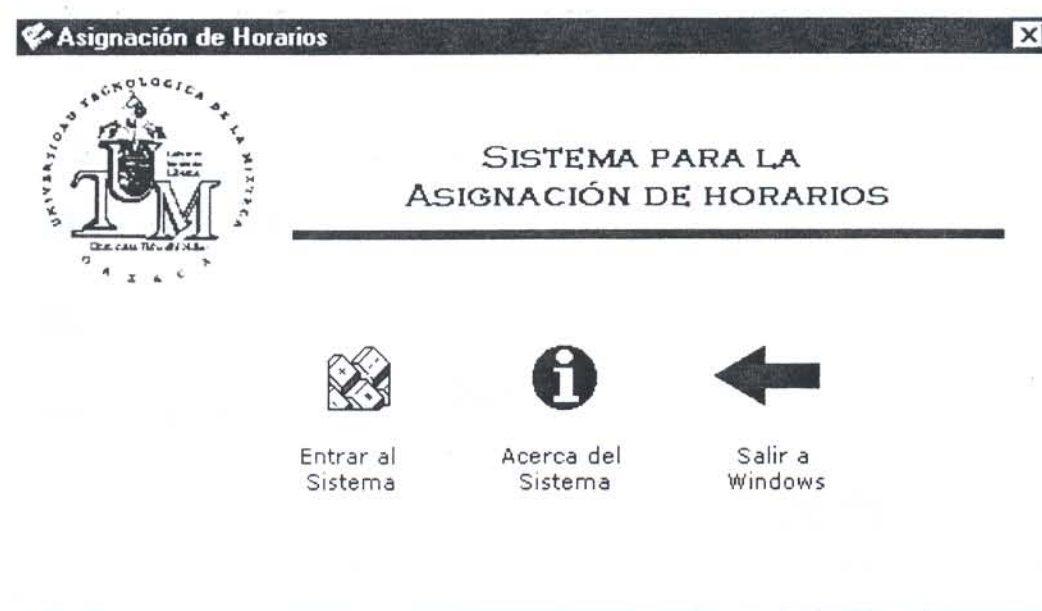 Asignación de Horarios
UNIVERSIDAD TECNOLOGICA DE LA MIXTECA
UTM
OAXACA
SISTEMA PARA LA
ASIGNACIÓN DE HORARIOS
Entrar al
Sistema
Acerca del
Sistema
Salir a
Windows